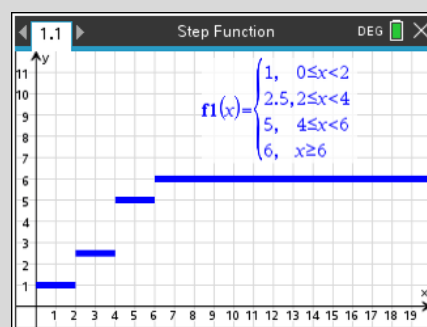 1.1 Step Function DEG
y
11
10
9
8
7
6
5
4
3
2
1
f1(x)=
1, 0≤x<2
2.5,2≤x<4
5, 4≤x<6
6, x≥6
x
1 2 3 4 5 6 7 8 9 10 11 12 13 14 15 16 17 18 19